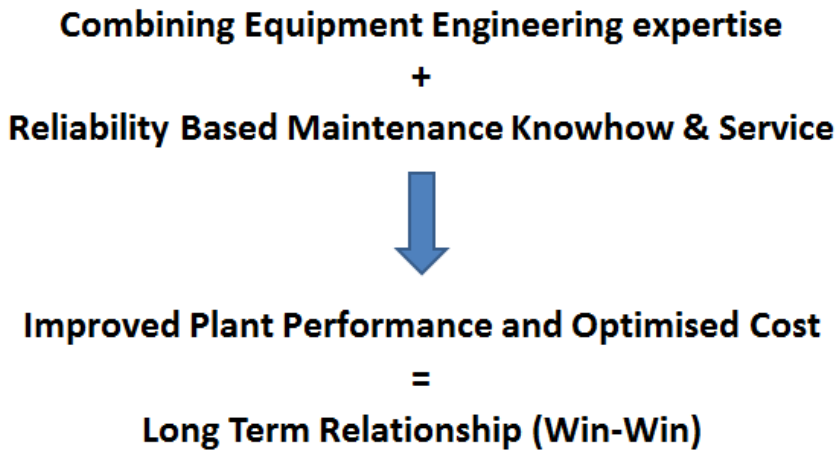 Combining Equipment Engineering expertise
+
Reliability Based Maintenance Knowhow & Service
Improved Plant Performance and Optimised Cost
=
Long Term Relationship (Win-Win)